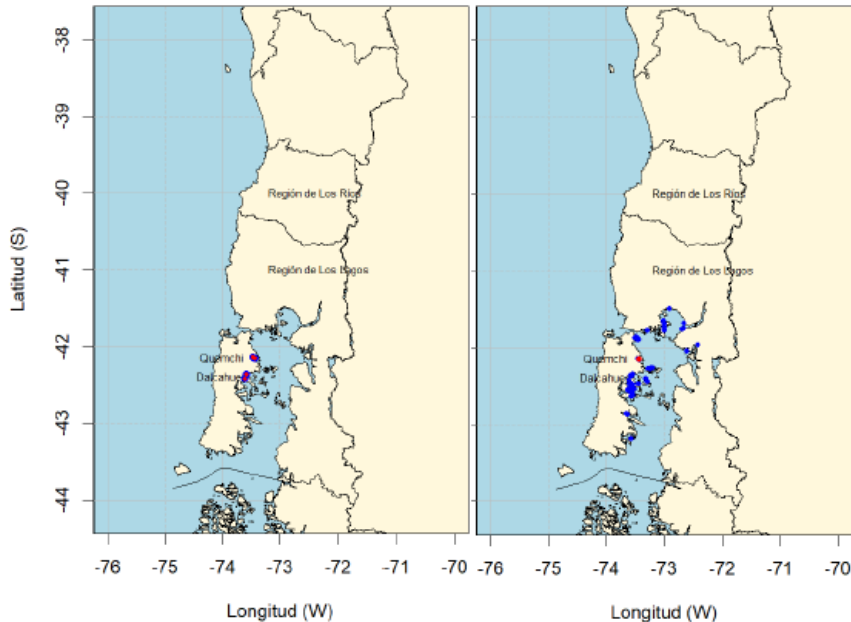 -38
-39
-40
-41
-42
-43
-44
Latitud (S)
Región de Los Ríos
Región de Los Lagos
Quemchi
Dalcahue
-76
-75
-74
-73
-72
-71
-70
Longitud (W)
Región de Los Ríos
Región de Los Lagos
Quemchi
Dalcahue
-76
-75
-74
-73
-72
-71
-70
Longitud (W)